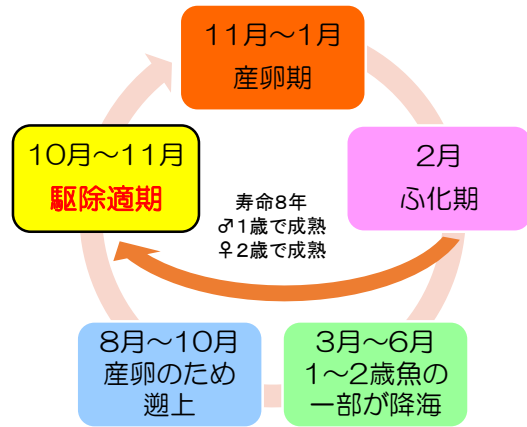 11月～1月
産卵期
2月
ふ化期
3月～6月
1～2歳魚の
一部が降海
8月～10月
産卵のため
遡上
10月～11月
駆除適期
寿命8年
♂1歳で成熟
♀2歳で成熟